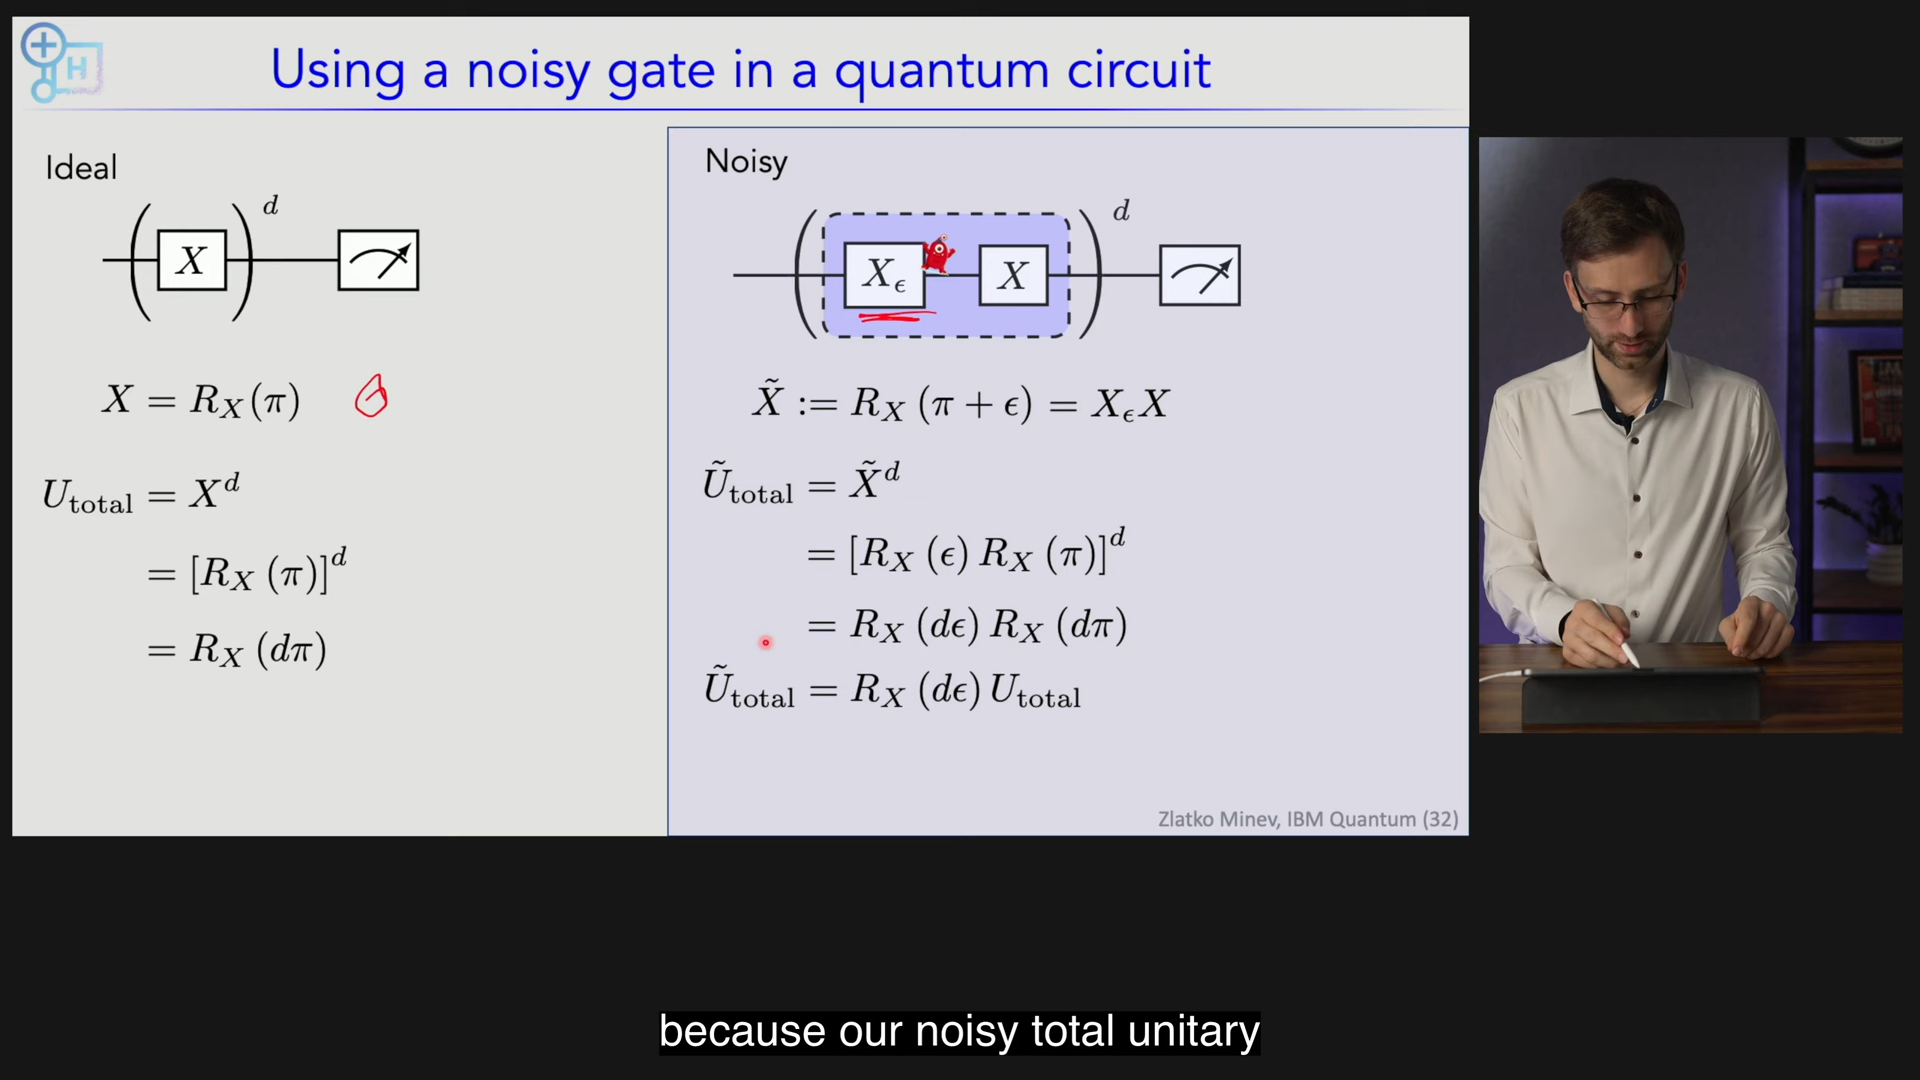 Using a noisy gate in a quantum circuit
H
Ideal
( X )^d
X = R_X(π)
U_total = X^d
= [R_X (π)]^d
= R_X (dπ)
Noisy
( X_ϵ X )^d
X̃ := R_X (π + ϵ) = X_ϵ X
Ũ_total = X̃^d
= [R_X (ϵ) R_X (π)]^d
= R_X (dϵ) R_X (dπ)
Ũ_total = R_X (dϵ) U_total
Zlatko Minev, IBM Quantum (32)
because our noisy total unitary